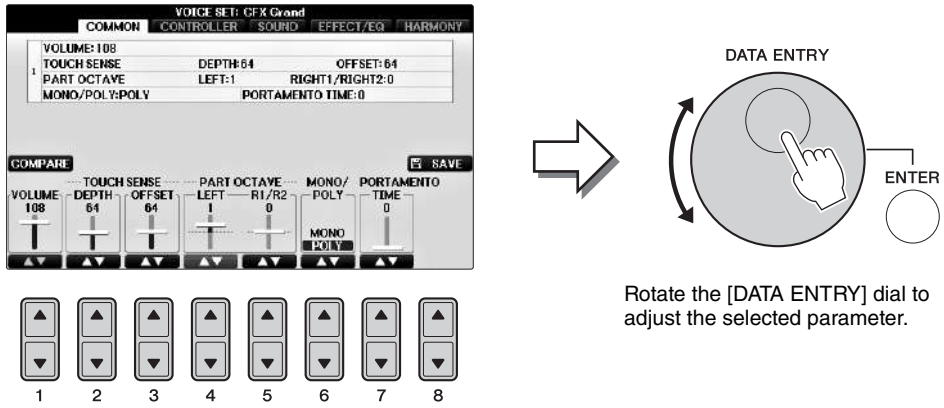 VOICE SET: CFX Grand
COMMON CONTROLLER SOUND EFFECT/EQ HARMONY
VOLUME:108
TOUCH SENSE DEPTH:64 OFFSET:64
1
PART OCTAVE LEFT:1 RIGHT1/RIGHT2:0
MONO/POLY:POLY PORTAMENTO TIME:0
COMPARE SAVE
TOUCH SENSE PART OCTAVE MONO/ PORTAMENTO
VOLUME DEPTH OFFSET LEFT R1/R2 POLY TIME
108 64 64 1 0 0
MONO
POLY
1 2 3 4 5 6 7 8
DATA ENTRY
ENTER
Rotate the [DATA ENTRY] dial to
adjust the selected parameter.